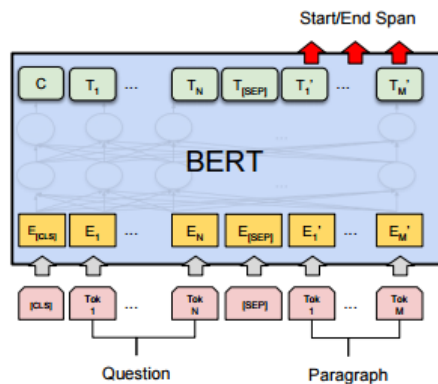 Start/End Span
C T1 ... TN T[SEP] T1' ... TM'
...
BERT
...
E[CLS] E1 ... EN E[SEP] E1' ... EM'
[CLS] Tok 1 ... Tok N [SEP] Tok 1 ... Tok M
Question Paragraph